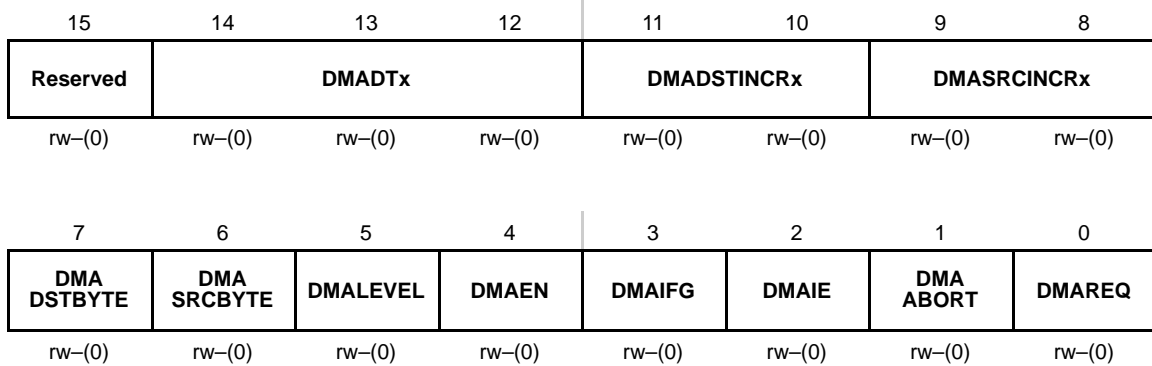 15 14 13 12 11 10 9 8
Reserved DMADTx DMADSTINCRx DMASRCINCRx
rw–(0) rw–(0) rw–(0) rw–(0) rw–(0) rw–(0) rw–(0) rw–(0)
7 6 5 4 3 2 1 0
DMA DSTBYTE DMA SRCBYTE DMALEVEL DMAEN DMAIFG DMAIE DMA ABORT DMAREQ
rw–(0) rw–(0) rw–(0) rw–(0) rw–(0) rw–(0) rw–(0) rw–(0)